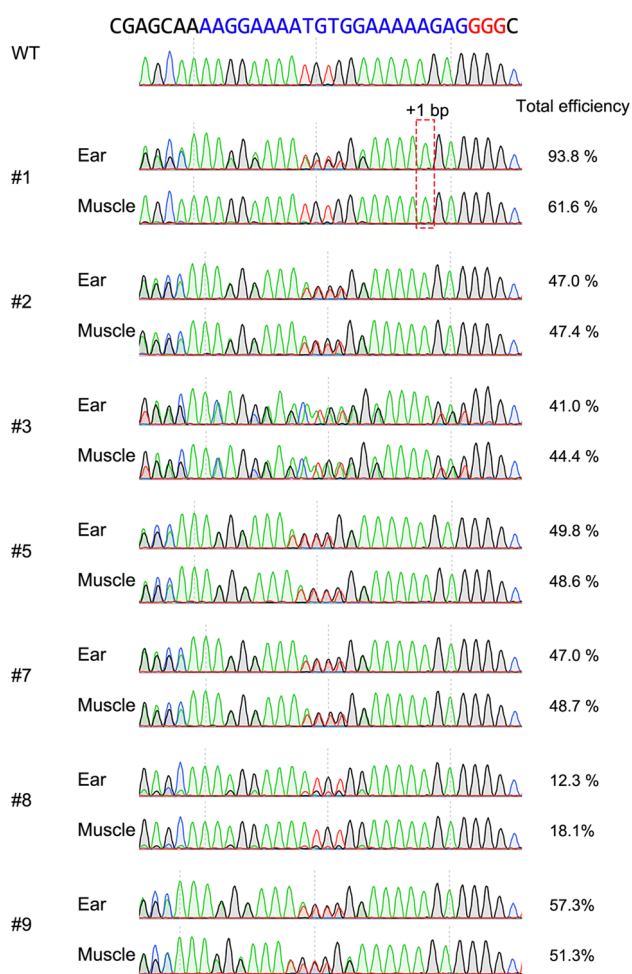 CGAGCAAAAGGAAAATGTGGAAAAAGAGGGGC
WT
+1 bp
Total efficiency
Ear 93.8 %
#1
Muscle 61.6 %
Ear 47.0 %
#2
Muscle 47.4 %
Ear 41.0 %
#3
Muscle 44.4 %
Ear 49.8 %
#5
Muscle 48.6 %
Ear 47.0 %
#7
Muscle 48.7 %
Ear 12.3 %
#8
Muscle 18.1%
Ear 57.3%
#9
Muscle 51.3%